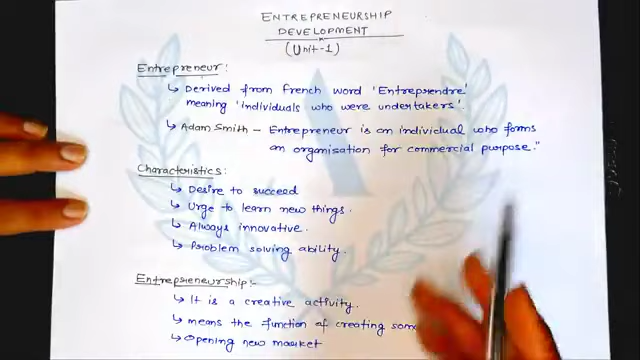 ENTREPRENEURSHIP
DEVELOPMENT
(Unit-1)
Entrepreneur:
↳ Derived from French word 'Entreprendre'
meaning 'individuals who were undertakers'.
↳ Adam Smith – Entrepreneur is an individual who forms
an organisation for commercial purpose."
Characteristics:
↳ Desire to succeed
↳ Urge to learn new things.
↳ Always innovative.
↳ Problem solving ability.
Entrepreneurship:-
↳ It is a creative activity.
↳ means the function of creating
↳ Opening new market